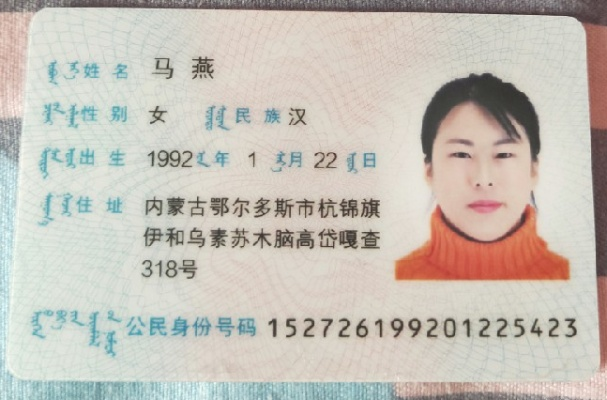 姓名 马燕
性别 女 民族 汉
出生 1992 年 1 月 22 日
住址 内蒙古鄂尔多斯市杭锦旗
伊和乌素苏木脑高岱嘎查
318号
公民身份号码 152726199201225423